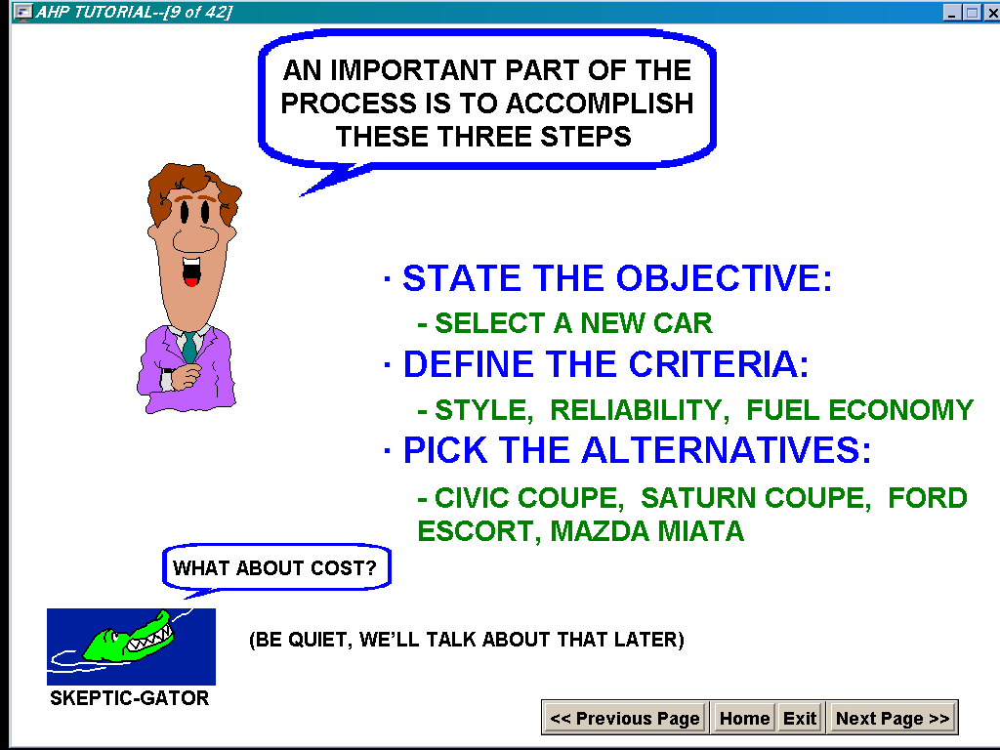 AHP TUTORIAL--[9 of 42]
AN IMPORTANT PART OF THE
PROCESS IS TO ACCOMPLISH
THESE THREE STEPS
· STATE THE OBJECTIVE:
- SELECT A NEW CAR
· DEFINE THE CRITERIA:
- STYLE, RELIABILITY, FUEL ECONOMY
· PICK THE ALTERNATIVES:
- CIVIC COUPE, SATURN COUPE, FORD
ESCORT, MAZDA MIATA
WHAT ABOUT COST?
(BE QUIET, WE'LL TALK ABOUT THAT LATER)
SKEPTIC-GATOR
<< Previous Page Home Exit Next Page >>